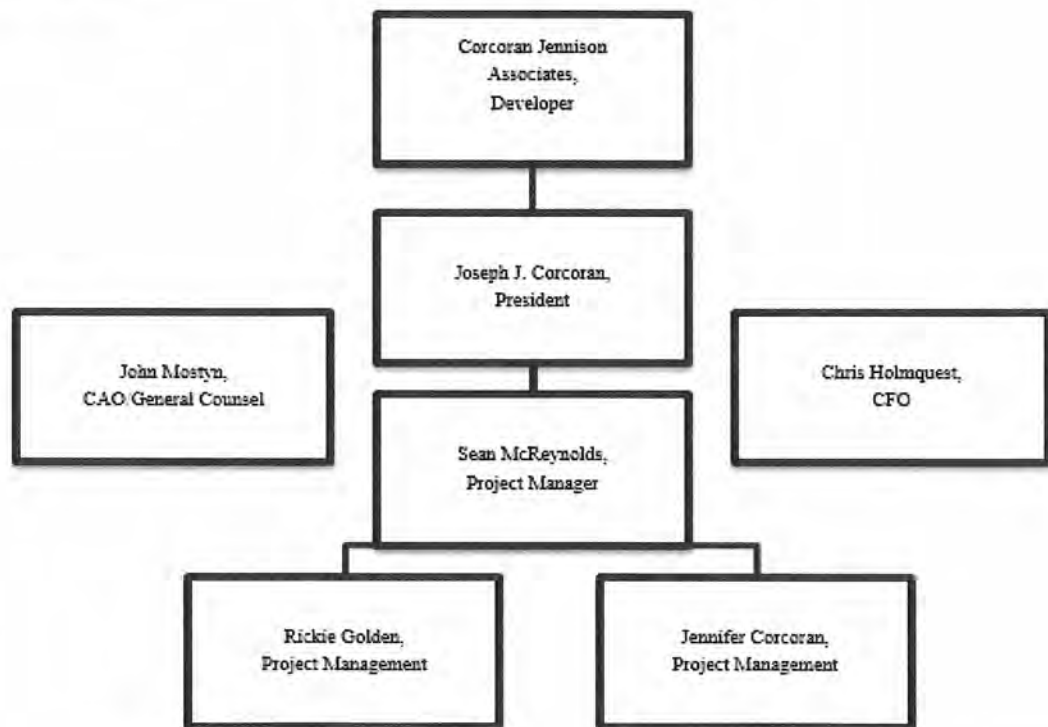 Corcoran Jennison
Associates,
Developer
Joseph J. Corcoran,
President
John Mostyn,
CAO/General Counsel
Chris Holmquest,
CFO
Sean McReynolds,
Project Manager
Rickie Golden,
Project Management
Jennifer Corcoran,
Project Management